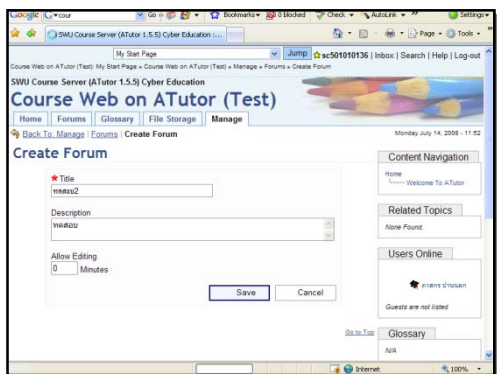 Google G▾cour Go Bookmarks▾ 80 blocked Check ▾ AutoLink ▾ Settings▾
SWU Course Server (ATutor 1.5.5) Cyber Education :... Page ▾ Tools ▾
My Start Page Jump sc501010136 | Inbox | Search | Help | Log-out
Course Web on ATutor (Test): My Start Page » Course Web on ATutor (Test) » Manage » Forums » Create Forum
SWU Course Server (ATutor 1.5.5) Cyber Education
Course Web on ATutor (Test)
Home Forums Glossary File Storage Manage
Back To: Manage | Forums | Create Forum Monday July 14, 2008 - 11:52
Create Forum
Content Navigation
Home
Welcome To ATutor
Title
ทดสอบ2
Description
ทดสอบ
Allow Editing
0 Minutes
Save Cancel
Related Topics
None Found.
Users Online
Guests are not listed
Go to Top
Glossary
N/A
Internet 100%